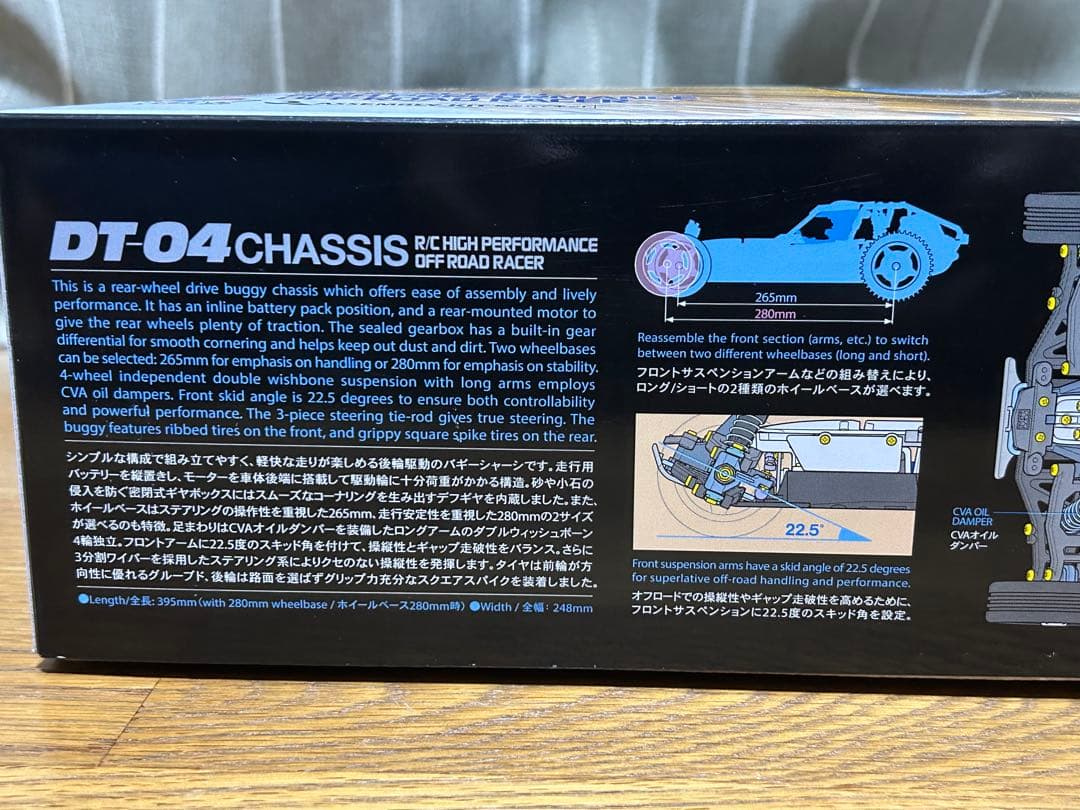 DT-04 CHASSIS R/C HIGH PERFORMANCE
OFF ROAD RACER
This is a rear-wheel drive buggy chassis which offers ease of assembly and lively
performance. It has an inline battery pack position, and a rear-mounted motor to
give the rear wheels plenty of traction. The sealed gearbox has a built-in gear
differential for smooth cornering and helps keep out dust and dirt. Two wheelbases
can be selected: 265mm for emphasis on handling or 280mm for emphasis on stability.
4-wheel independent double wishbone suspension with long arms employs
CVA oil dampers. Front skid angle is 22.5 degrees to ensure both controllability
and powerful performance. The 3-piece steering tie-rod gives true steering. The
buggy features ribbed tires on the front, and grippy square spike tires on the rear.
シンプルな構成で組み立てやすく、軽快な走りが楽しめる後輪駆動のバギーシャーシです。走行用
バッテリーを縦置きし、モーターを車体後端に搭載して駆動輪に十分荷重がかかる構造。砂や小石の
侵入を防ぐ密閉式ギヤボックスにはスムーズなコーナリングを生み出すデフギヤを内蔵しました。また、
ホイールベースはステアリングの操作性を重視した265mm、走行安定性を重視した280mmの2サイズ
が選べるのも特徴。足まわりはCVAオイルダンパーを装備したロングアームのダブルウィッシュボーン
4輪独立。フロントアームに22.5度のスキッド角を付けて、操縦性とギャップ走破性をバランス。さらに
3分割ワイパーを採用したステアリング系によりクセのない操縦性を発揮します。タイヤは前輪が方
向性に優れるグルーブド、後輪は路面を選ばずグリップ力充分なスクエアスパイクを装着しました。
●Length/全長: 395mm (with 280mm wheelbase / ホイールベース280mm時) ●Width / 全幅: 248mm
265mm
280mm
Reassemble the front section (arms, etc.) to switch
between two different wheelbases (long and short).
フロントサスペンションアームなどの組み替えにより、
ロング/ショートの2種類のホイールベースが選べます。
22.5°
Front suspension arms have a skid angle of 22.5 degrees
for superlative off-road handling and performance.
オフロードでの操縦性やギャップ走破性を高めるために、
フロントサスペンションに22.5度のスキッド角を設定。
CVA OIL
DAMPER
CVAオイル
ダンパー